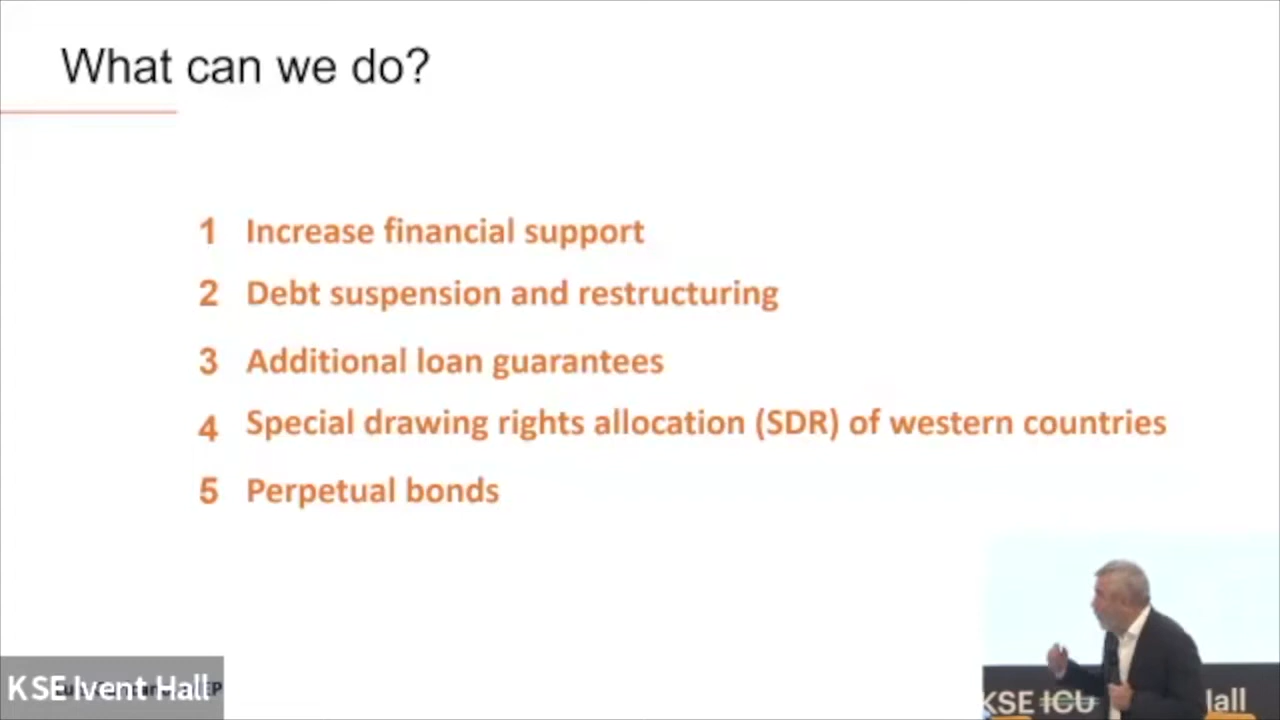 What can we do?
1 Increase financial support
2 Debt suspension and restructuring
3 Additional loan guarantees
4 Special drawing rights allocation (SDR) of western countries
5 Perpetual bonds
KSE Ivent Hall
KSE ICU